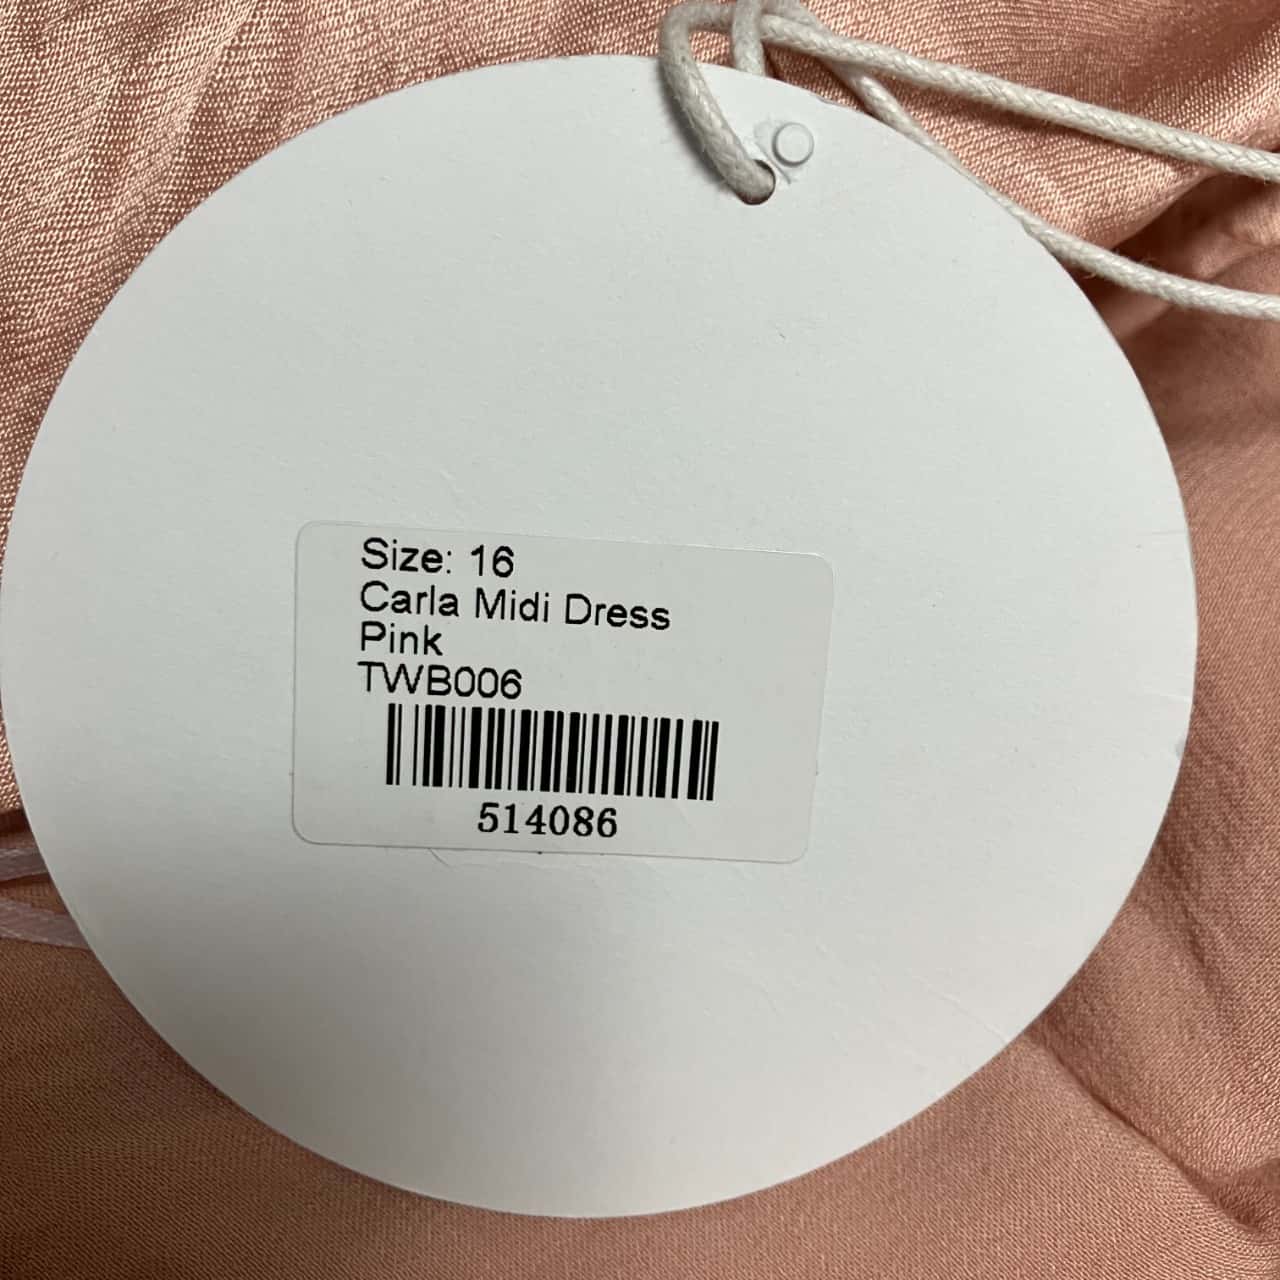 Size: 16
Carla Midi Dress
Pink
TWB006
514086